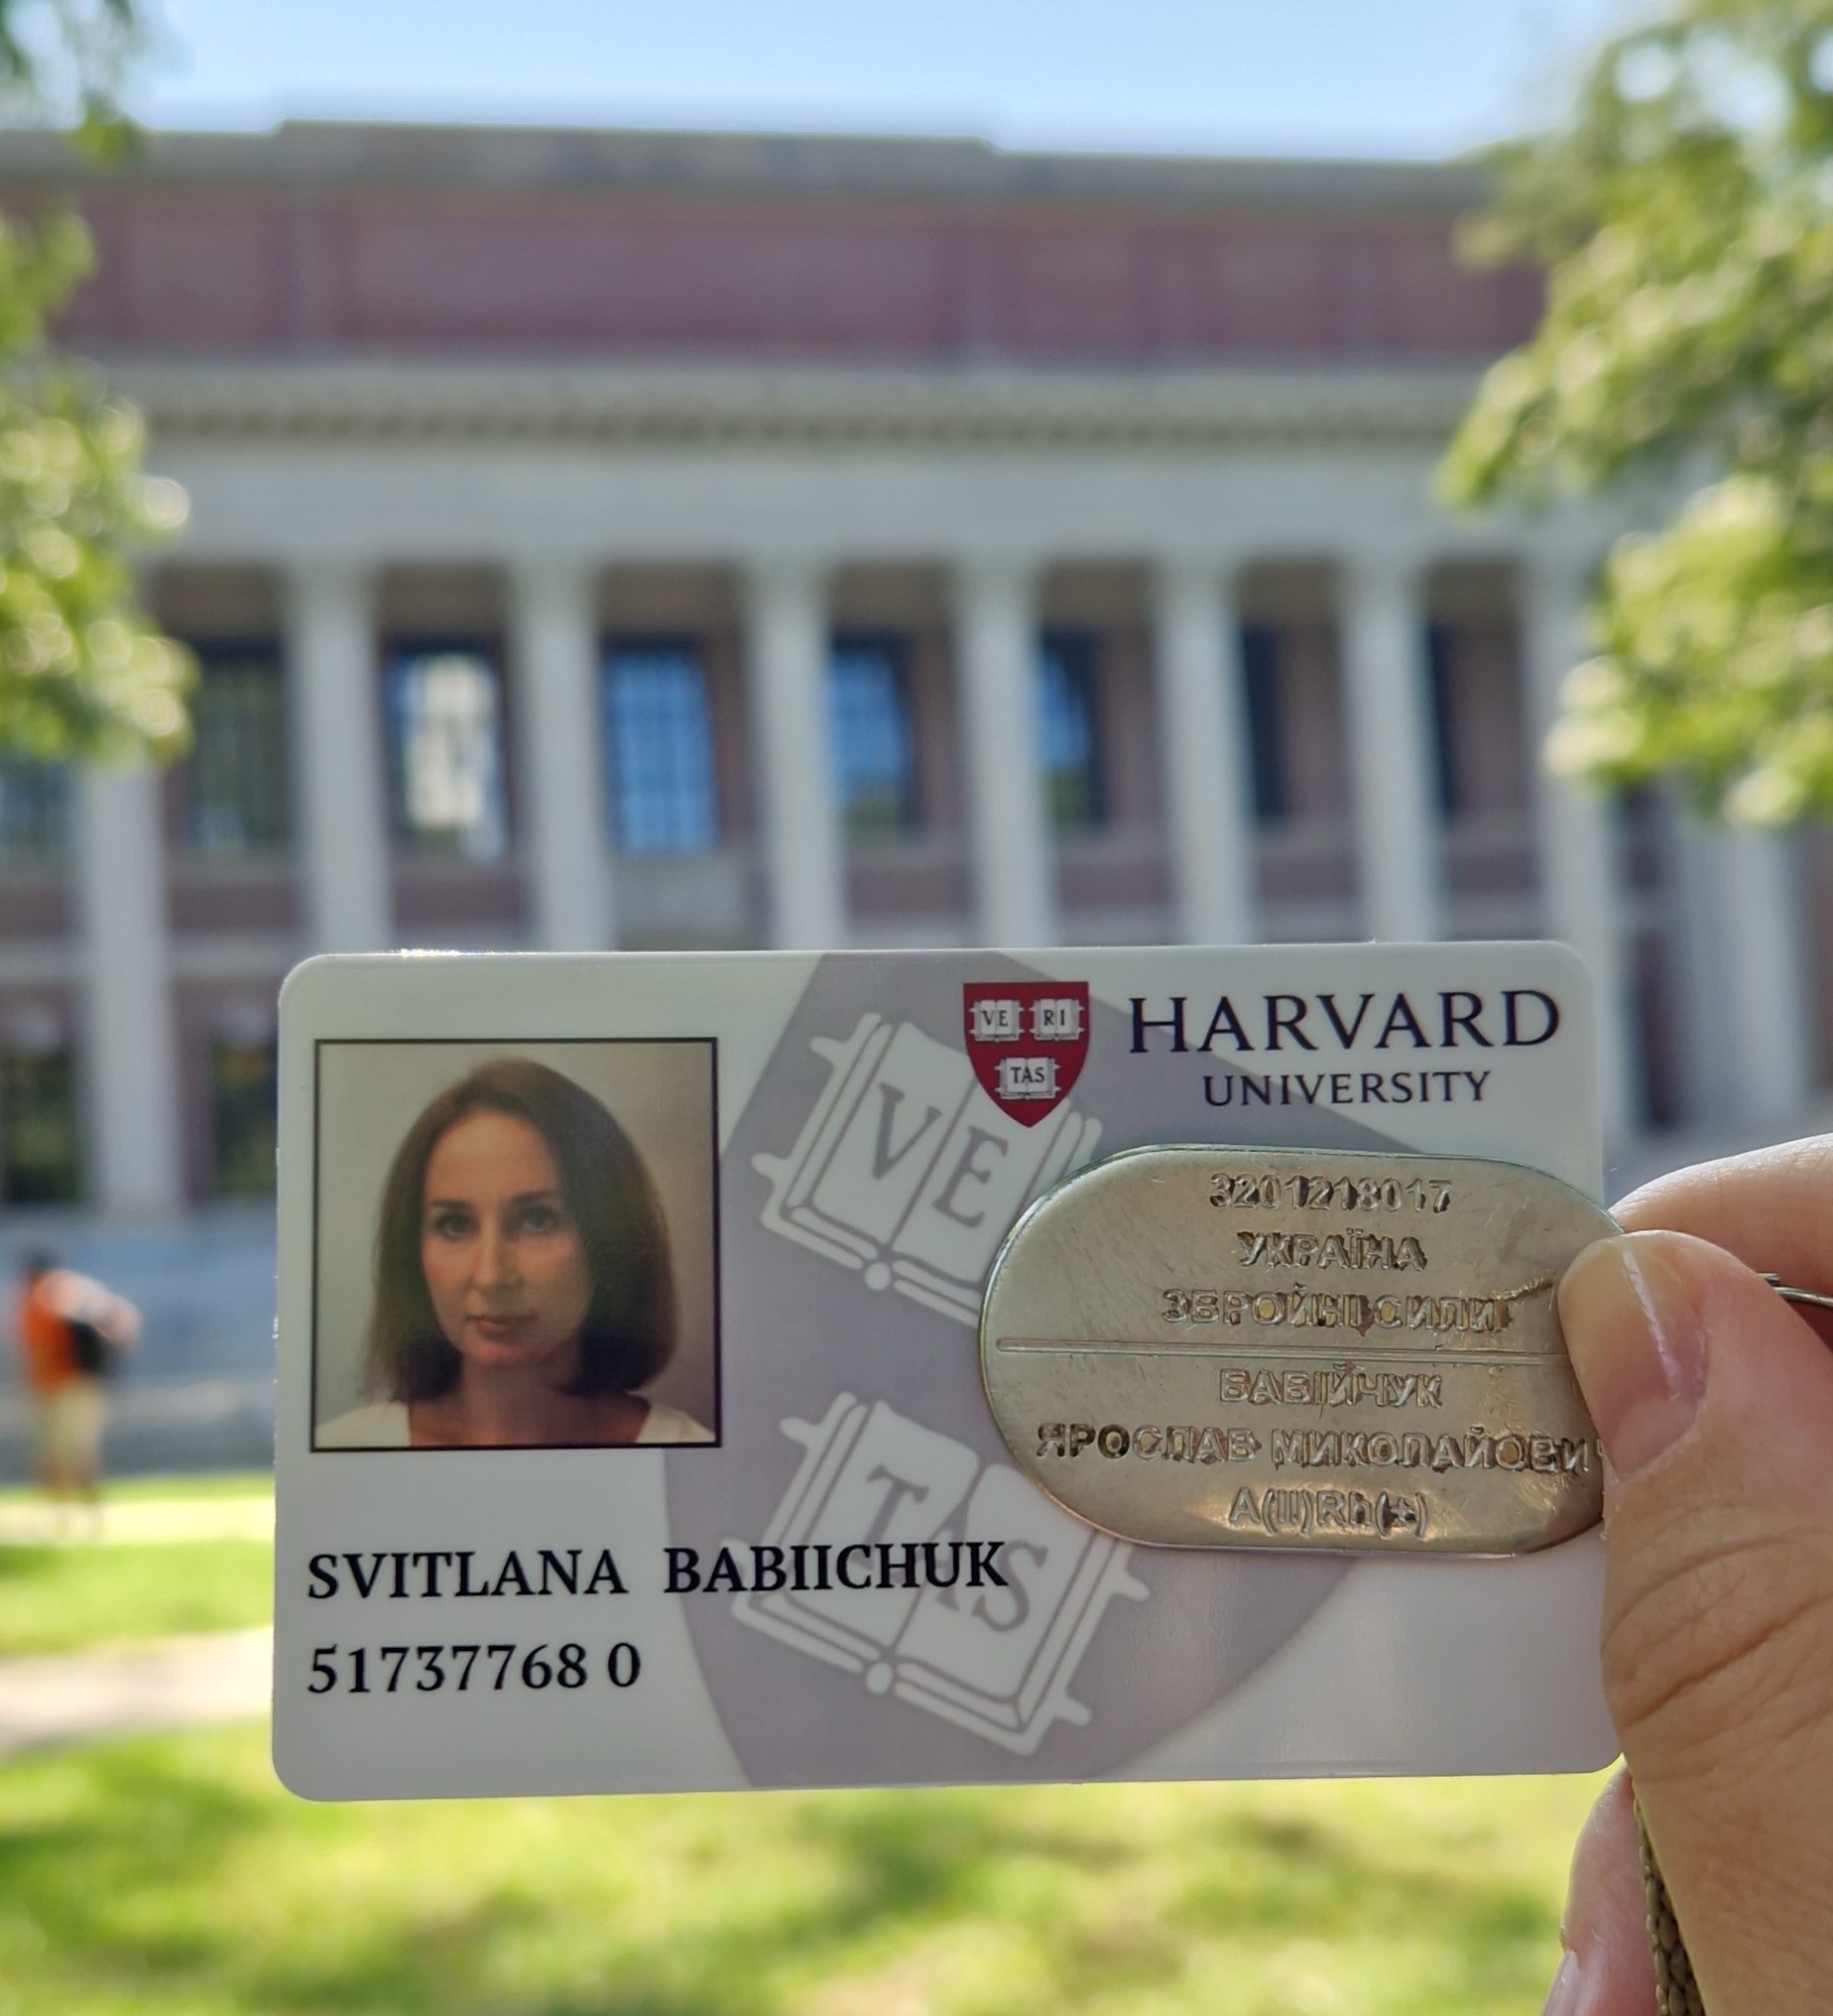 VE RI
TAS
HARVARD
UNIVERSITY
VE
TAS
3201218017
УКРАЇНА
ЗБРОЙНІ СИЛИ
БАБІЙЧУК
ЯРОСЛАВ МИКОЛАЙОВИЧ
A(II)Rh(+)
SVITLANA BABIICHUK
51737768 0